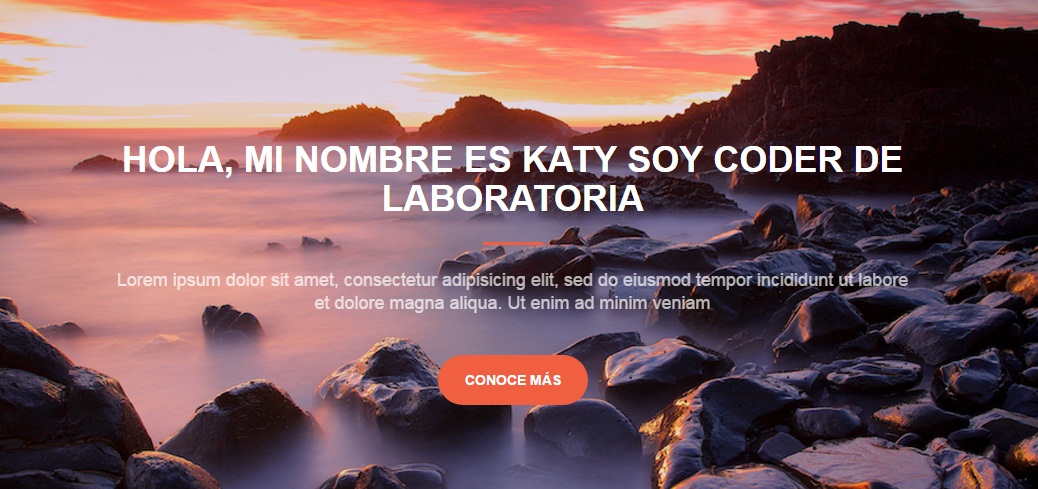 HOLA, MI NOMBRE ES KATY SOY CODER DE
LABORATORIA
Lorem ipsum dolor sit amet, consectetur adipisicing elit, sed do eiusmod tempor incididunt ut labore
et dolore magna aliqua. Ut enim ad minim veniam
CONOCE MÁS